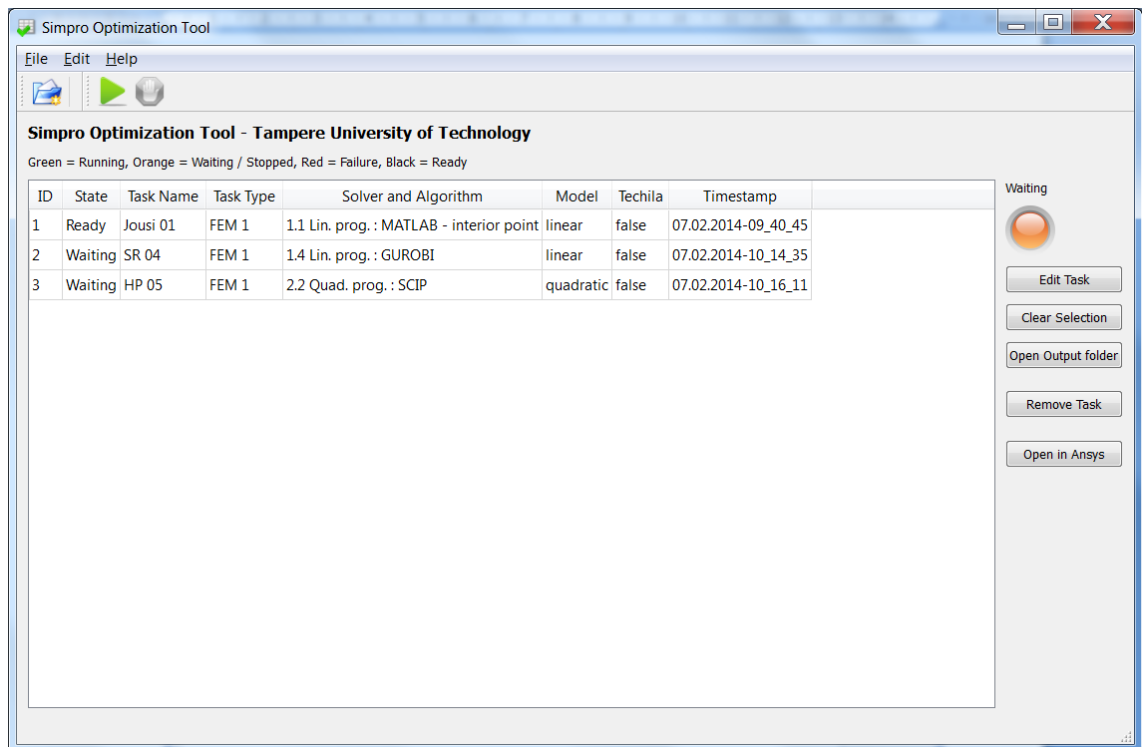 Simpro Optimization Tool
File Edit Help
Simpro Optimization Tool - Tampere University of Technology
Green = Running, Orange = Waiting / Stopped, Red = Failure, Black = Ready
ID State Task Name Task Type Solver and Algorithm Model Techila Timestamp
1 Ready Jousi 01 FEM 1 1.1 Lin. prog. : MATLAB - interior point linear false 07.02.2014-09_40_45
2 Waiting SR 04 FEM 1 1.4 Lin. prog. : GUROBI linear false 07.02.2014-10_14_35
3 Waiting HP 05 FEM 1 2.2 Quad. prog. : SCIP quadratic false 07.02.2014-10_16_11
Waiting
Edit Task
Clear Selection
Open Output folder
Remove Task
Open in Ansys